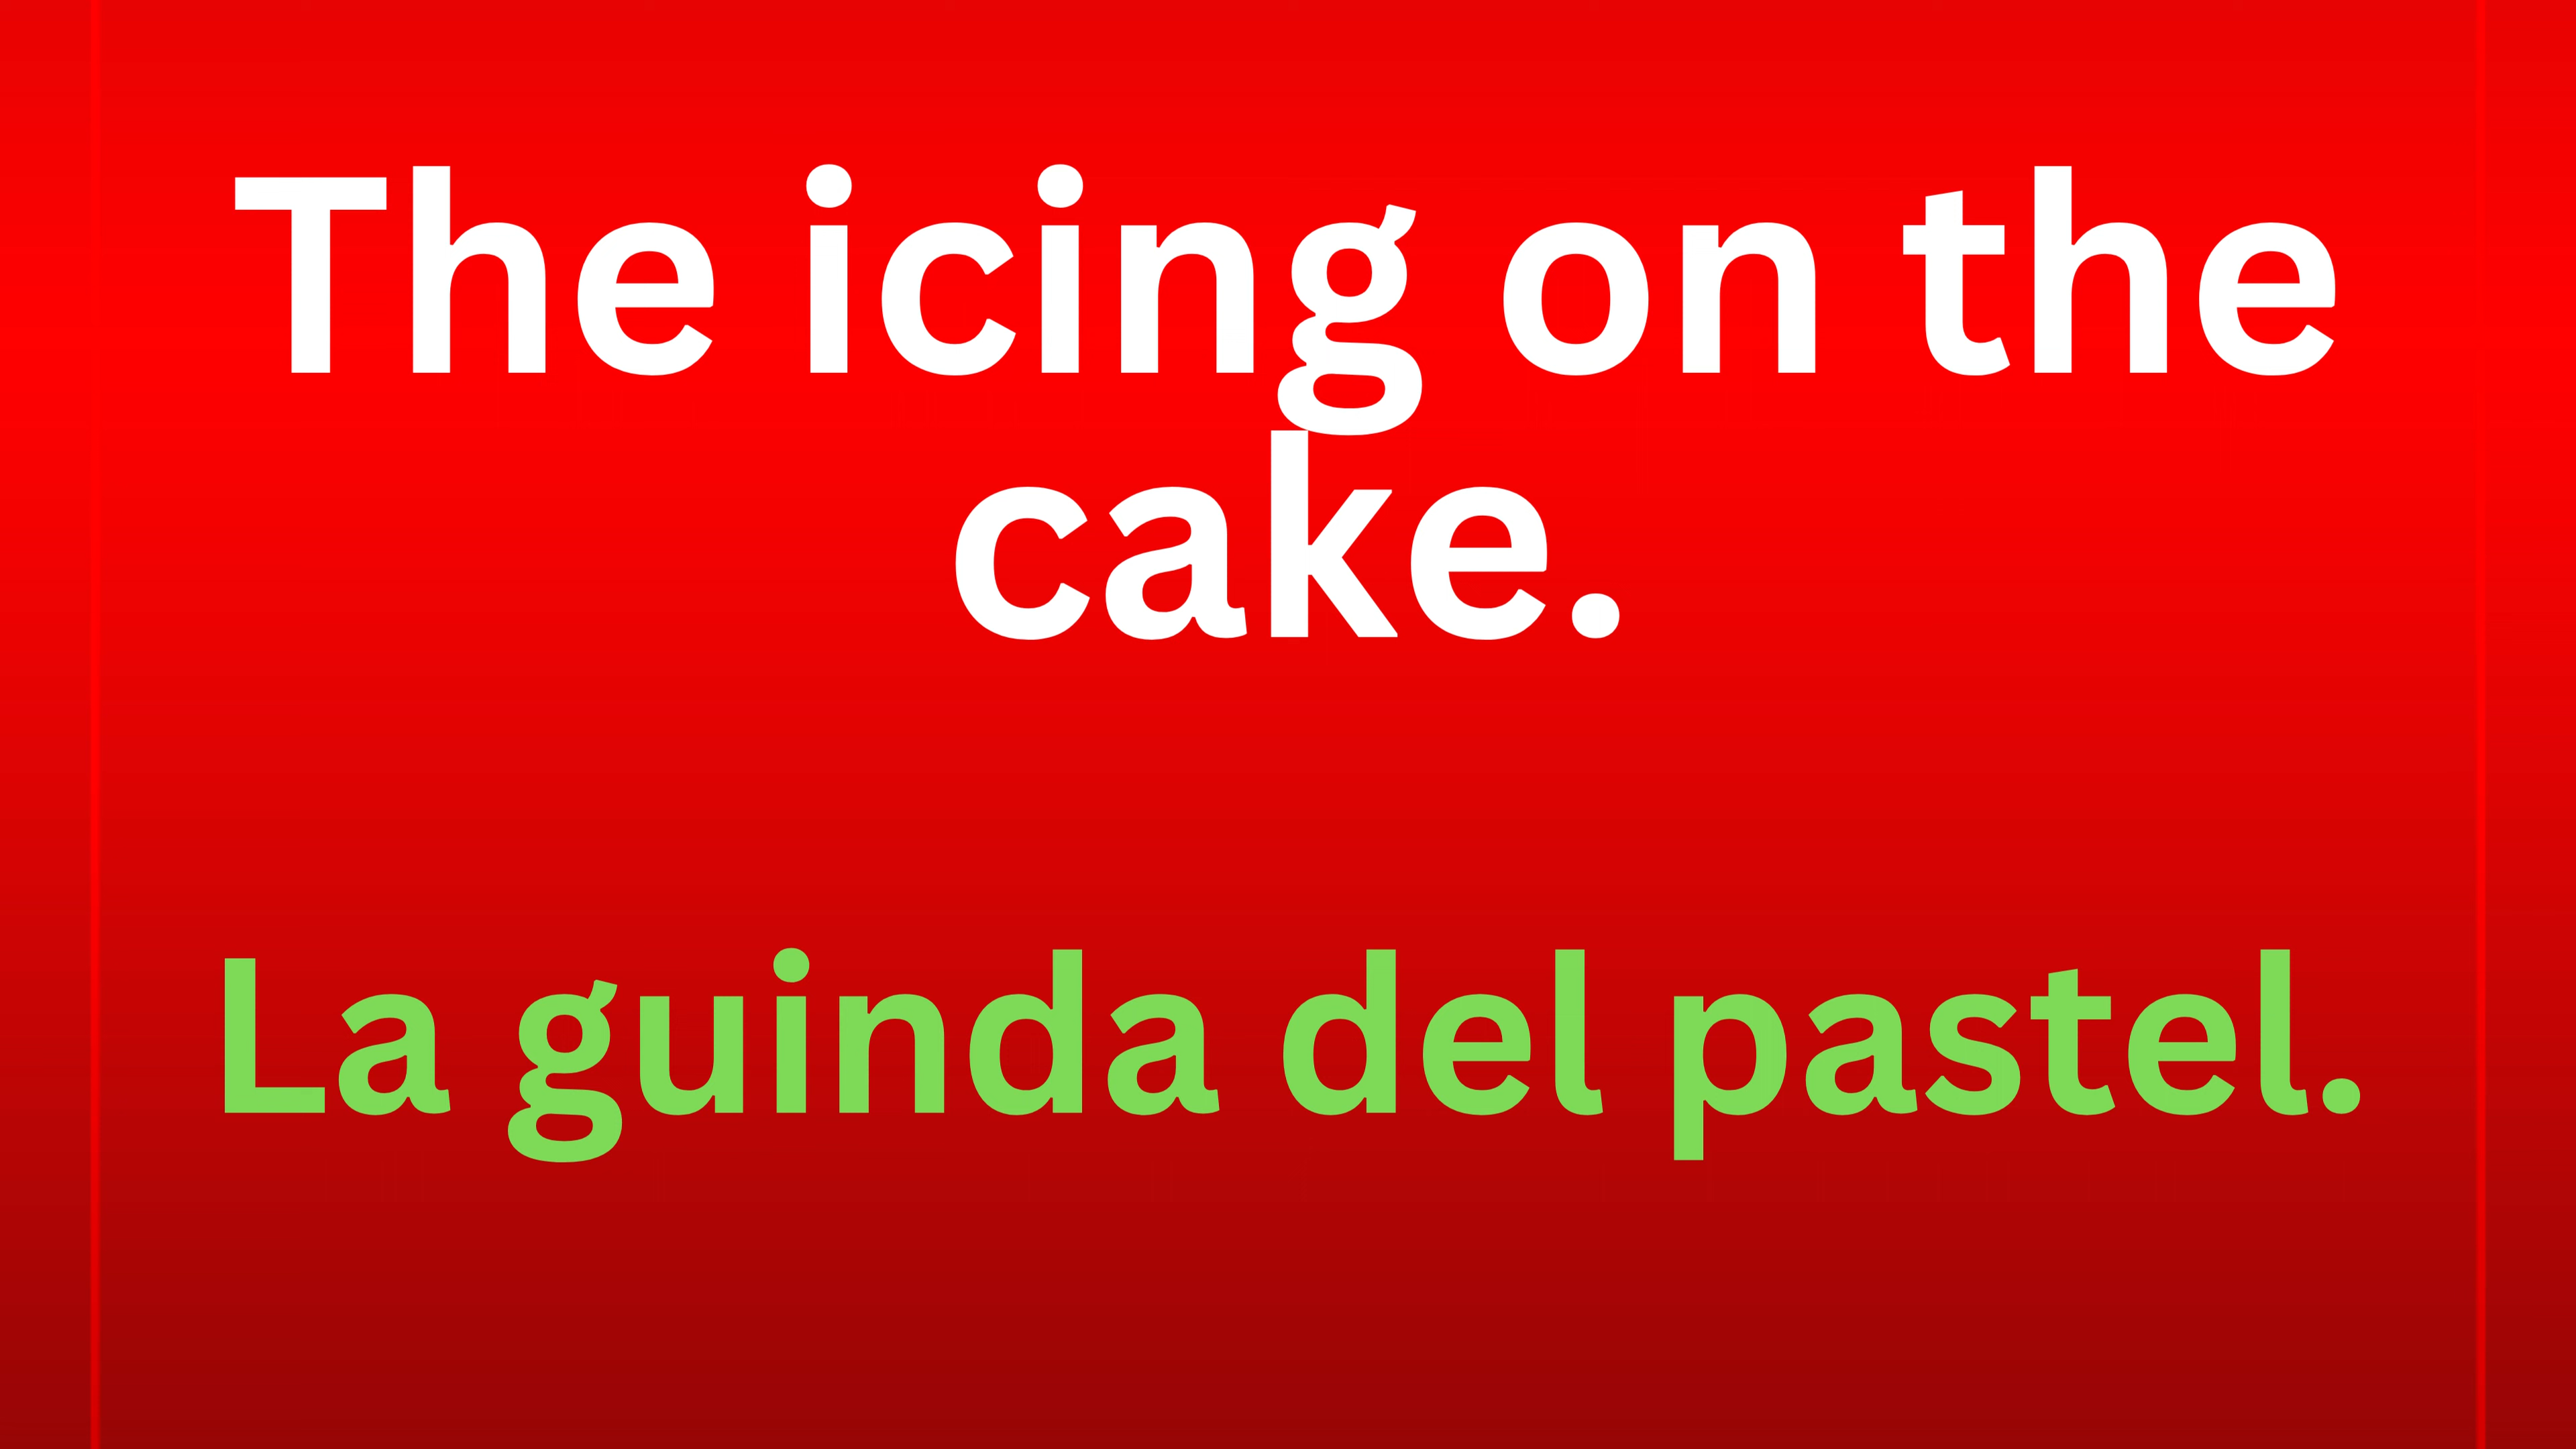 The icing on the
cake.
La guinda del pastel.